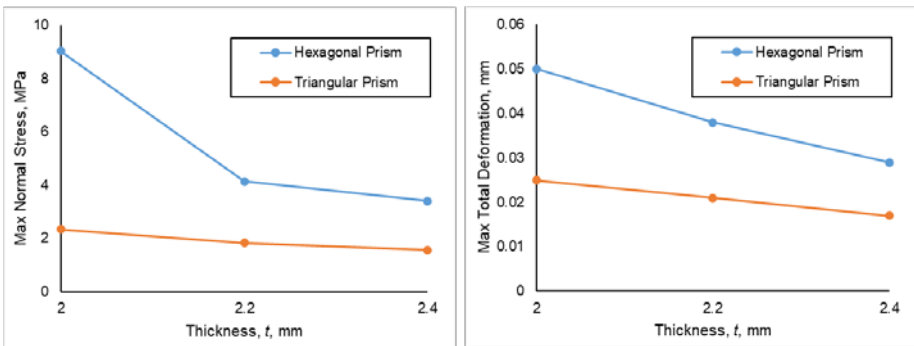 10
8
6
4
2
0
Max Normal Stress, MPa
Hexagonal Prism
Triangular Prism
2
2.2
2.4
Thickness, t, mm
0.06
0.05
0.04
0.03
0.02
0.01
0
Max Total Deformation, mm
Hexagonal Prism
Triangular Prism
2
2.2
2.4
Thickness, t, mm